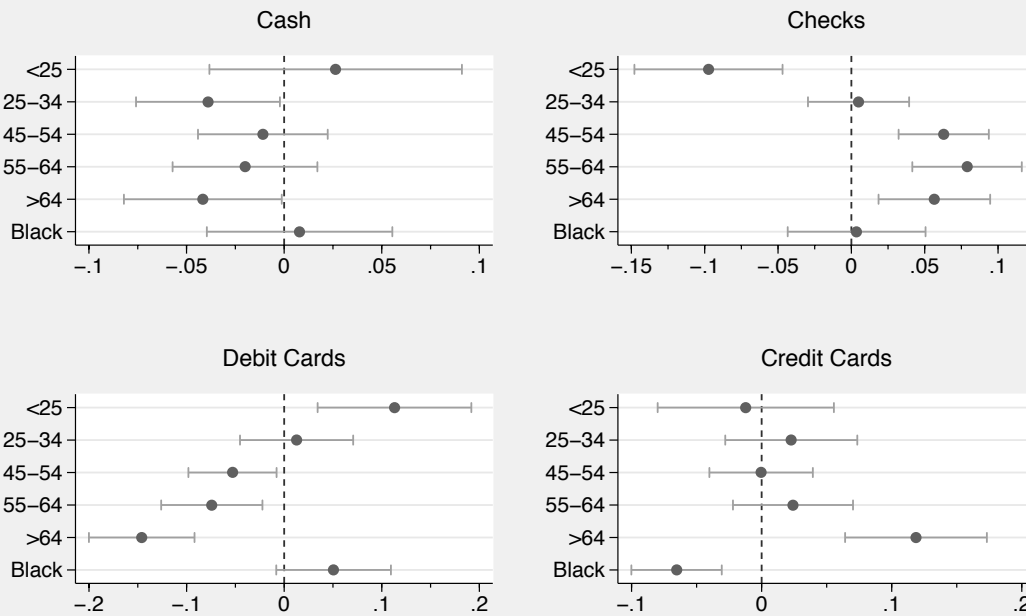 Cash
<25
25−34
45−54
55−64
>64
Black
−.1 −.05 0 .05 .1
Checks
<25
25−34
45−54
55−64
>64
Black
−.15 −.1 −.05 0 .05 .1
Debit Cards
<25
25−34
45−54
55−64
>64
Black
−.2 −.1 0 .1 .2
Credit Cards
<25
25−34
45−54
55−64
>64
Black
−.1 0 .1 .2